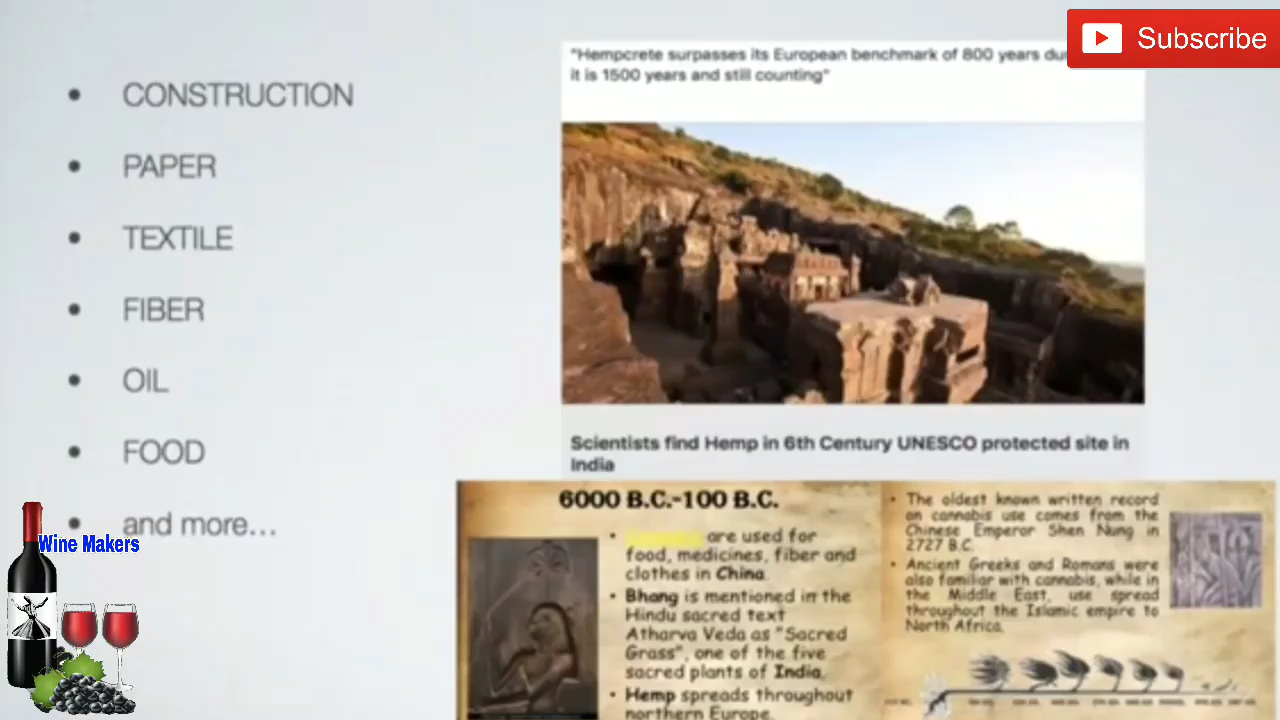 Subscribe
"Hempcrete surpasses its European benchmark of 800 years
it is 1500 years and still counting"
• CONSTRUCTION
• PAPER
• TEXTILE
• FIBER
• OIL
• FOOD
• and more...
Scientists find Hemp in 6th Century UNESCO protected site in
India
6000 B.C.-100 B.C.
• are used for
food, medicines, fiber and
clothes in China.
• Bhang is mentioned in the
Hindu sacred text
Atharva Veda as "Sacred
Grass", one of the five
sacred plants of India.
• Hemp spreads throughout
northern Europe.
• The oldest known written record
on cannabis use comes from the
Chinese Emperor Shen Nung in
2727 B.C.
• Ancient Greeks and Romans were
also familiar with cannabis, while in
the Middle East, use spread
throughout the Islamic empire to
North Africa.
Wine Makers